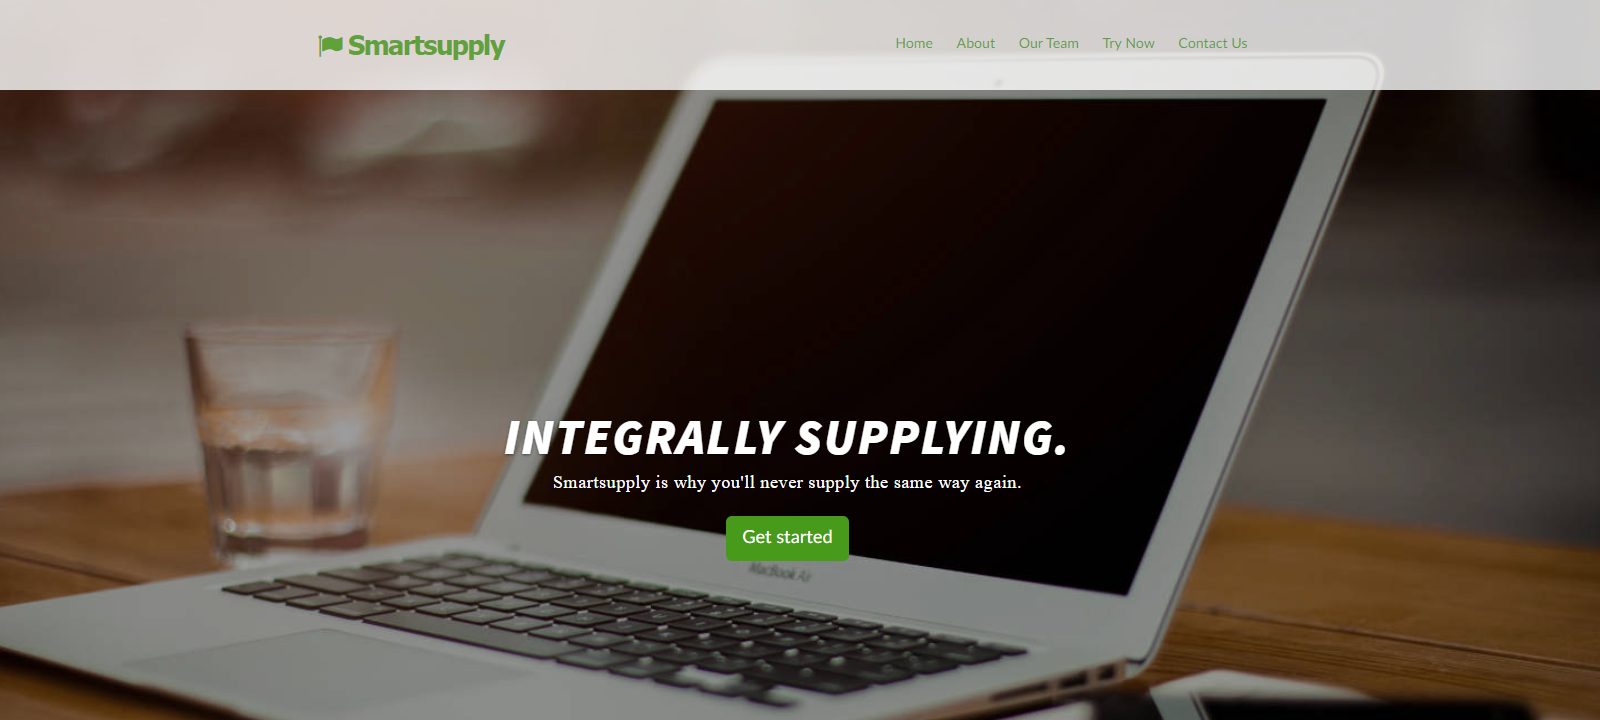 Smartsupply
Home About Our Team Try Now Contact Us
INTEGRALLY SUPPLYING.
Smartsupply is why you'll never supply the same way again.
Get started
MacBook Air